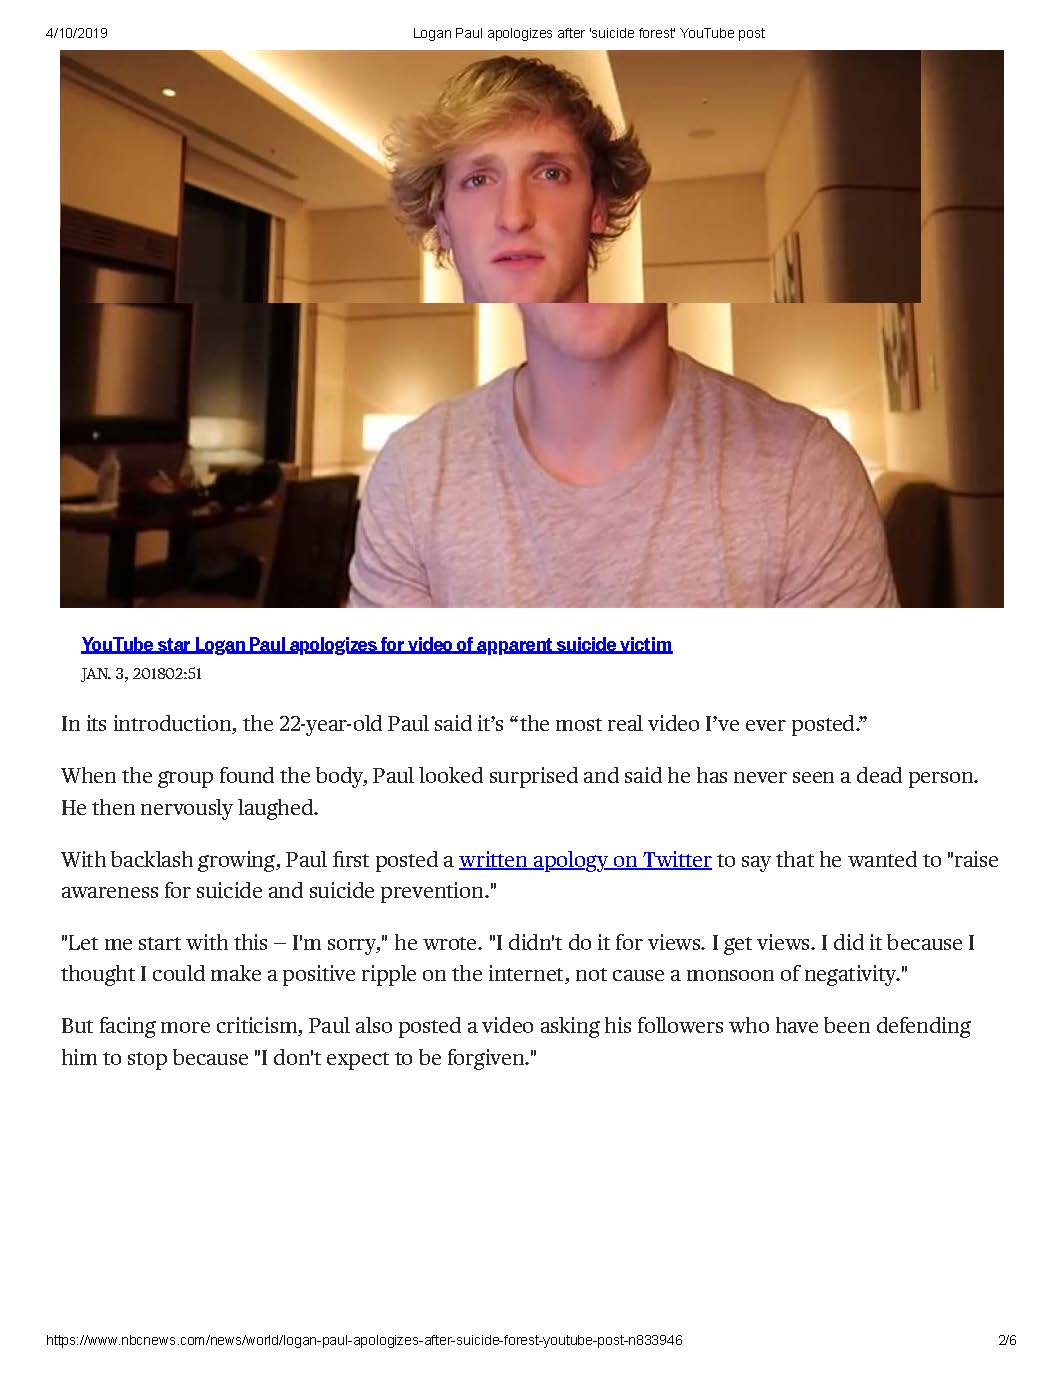 4/10/2019 Logan Paul apologizes after 'suicide forest' YouTube post
YouTube star Logan Paul apologizes for video of apparent suicide victim
JAN. 3, 201802:51
In its introduction, the 22-year-old Paul said it’s “the most real video I’ve ever posted.”
When the group found the body, Paul looked surprised and said he has never seen a dead person.
He then nervously laughed.
With backlash growing, Paul first posted a written apology on Twitter to say that he wanted to "raise
awareness for suicide and suicide prevention."
"Let me start with this – I'm sorry," he wrote. "I didn't do it for views. I get views. I did it because I
thought I could make a positive ripple on the internet, not cause a monsoon of negativity."
But facing more criticism, Paul also posted a video asking his followers who have been defending
him to stop because "I don't expect to be forgiven."
https://www.nbcnews.com/news/world/logan-paul-apologizes-after-suicide-forest-youtube-post-n833946 2/6